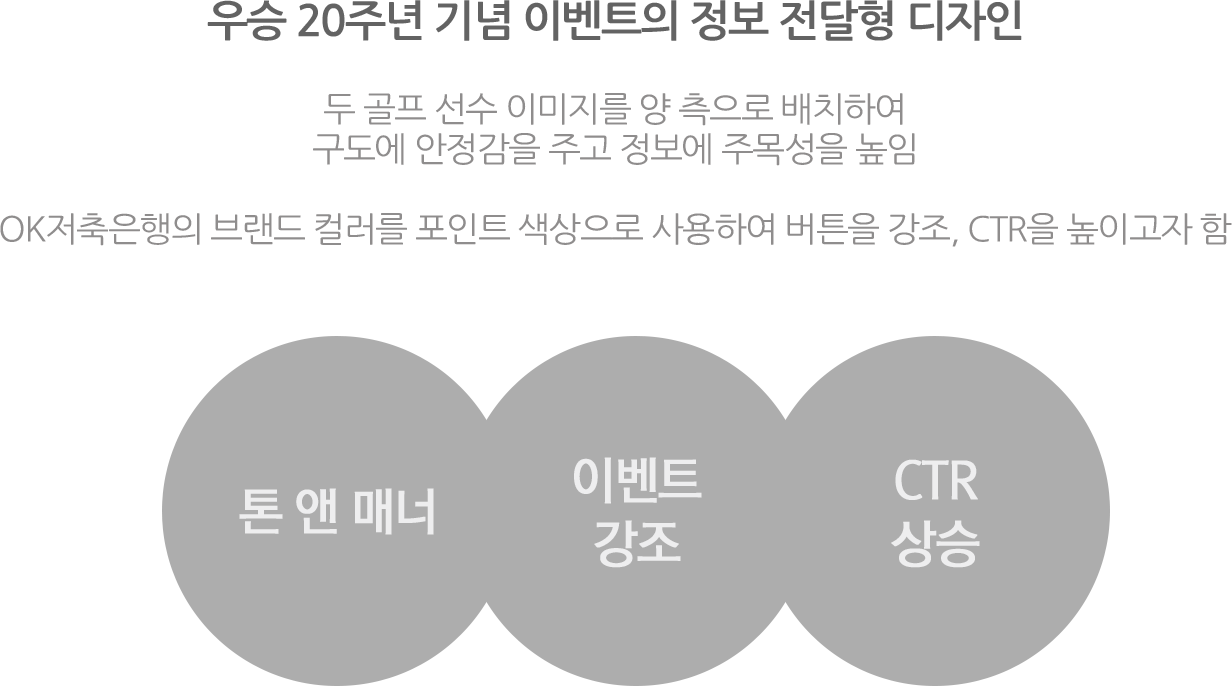 우승 20주년 기념 이벤트의 정보 전달형 디자인
두 골프 선수 이미지를 양 측으로 배치하여
구도에 안정감을 주고 정보에 주목성을 높임
OK저축은행의 브랜드 컬러를 포인트 색상으로 사용하여 버튼을 강조, CTR을 높이고자 함
톤 앤 매너
이벤트
강조
CTR
상승